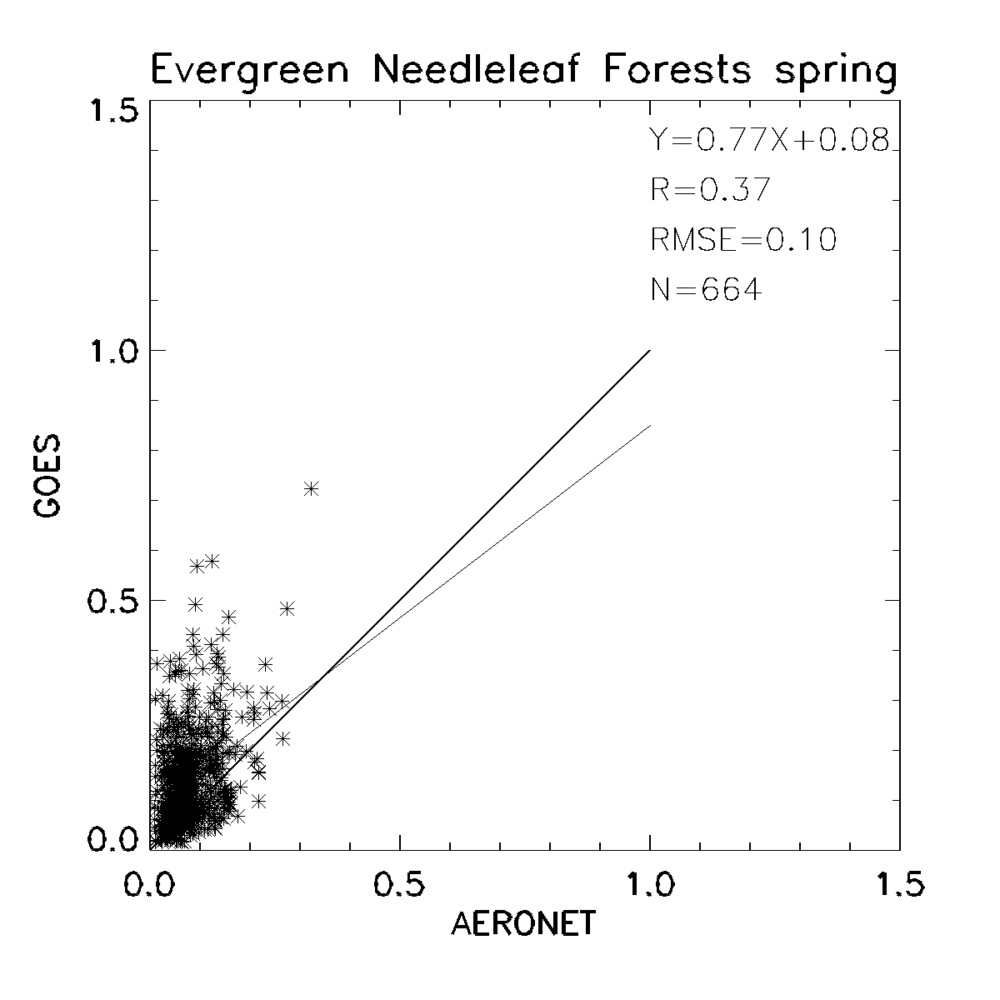 Evergreen Needleleaf Forests spring
1.5
Y=0.77X+0.08
R=0.37
RMSE=0.10
N=664
1.0
GOES
0.5
0.0
0.0 0.5 1.0 1.5
AERONET